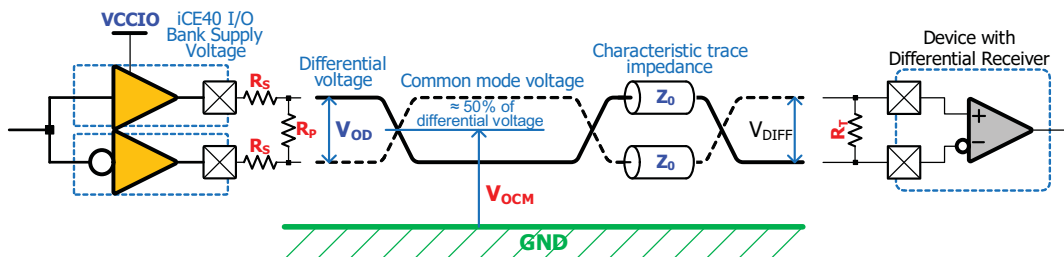 VCCIO
iCE40 I/O
Bank Supply
Voltage
RS
RP
RS
Differential
voltage
VOD
Common mode voltage
≈ 50% of
differential voltage
VOCM
GND
Characteristic trace
impedance
Z0
Z0
VDIFF
RT
Device with
Differential Receiver
+
−